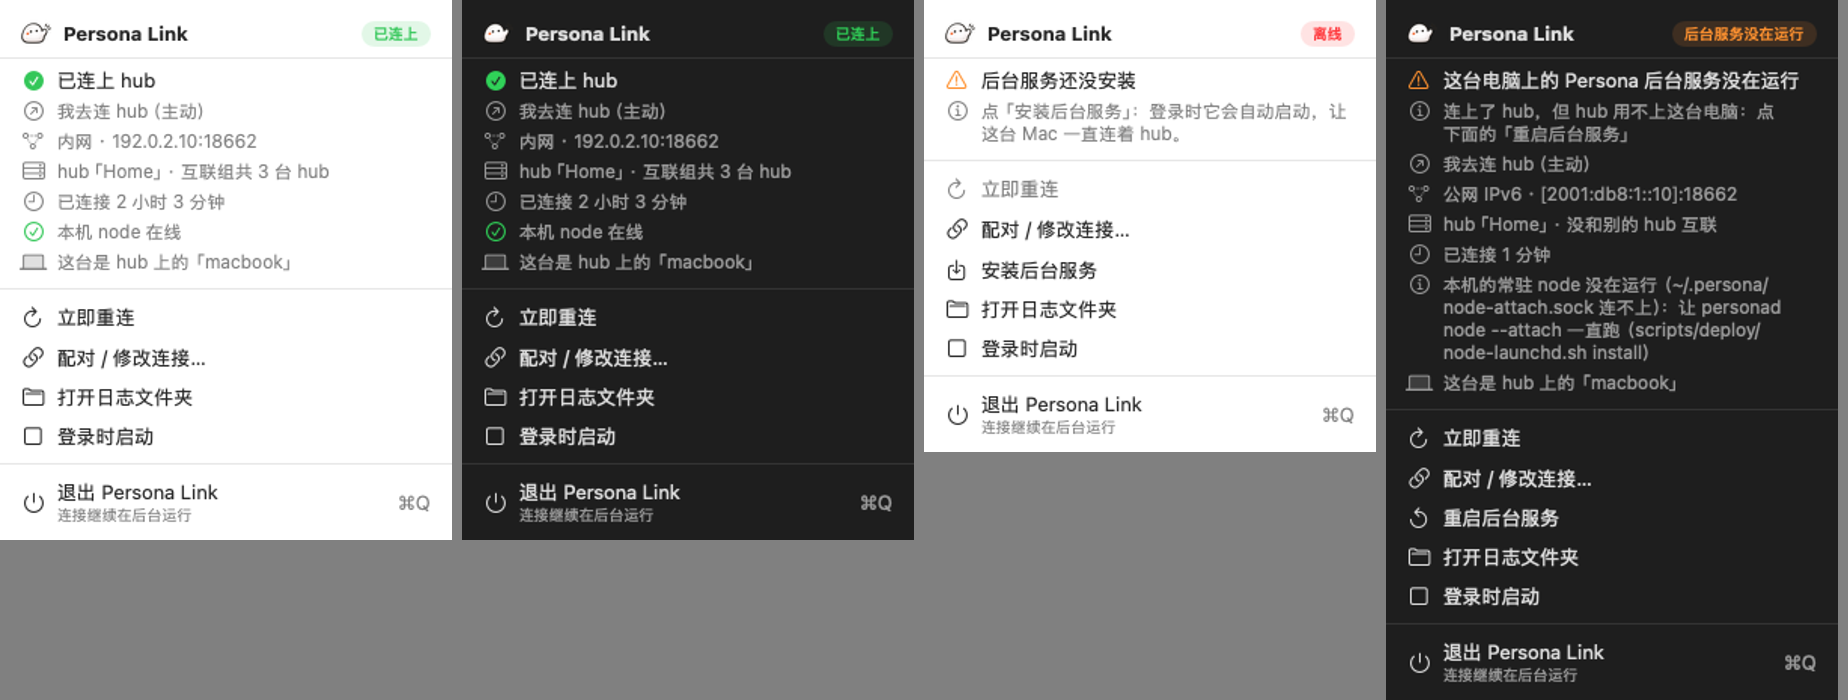 Persona Link
已连上
已连上 hub
我去连 hub（主动）
内网 · 192.0.2.10:18662
hub「Home」· 互联组共 3 台 hub
已连接 2 小时 3 分钟
本机 node 在线
这台是 hub 上的「macbook」
立即重连
配对 / 修改连接...
打开日志文件夹
登录时启动
退出 Persona Link
⌘Q
连接继续在后台运行
Persona Link
已连上
已连上 hub
我去连 hub（主动）
内网 · 192.0.2.10:18662
hub「Home」· 互联组共 3 台 hub
已连接 2 小时 3 分钟
本机 node 在线
这台是 hub 上的「macbook」
立即重连
配对 / 修改连接...
打开日志文件夹
登录时启动
退出 Persona Link
⌘Q
连接继续在后台运行
Persona Link
离线
后台服务还没安装
点「安装后台服务」：登录时它会自动启动，让
这台 Mac 一直连着 hub。
立即重连
配对 / 修改连接...
安装后台服务
打开日志文件夹
登录时启动
退出 Persona Link
⌘Q
连接继续在后台运行
Persona Link
后台服务没在运行
这台电脑上的 Persona 后台服务没在运行
连上了 hub，但 hub 用不上这台电脑：点
下面的「重启后台服务」
我去连 hub（主动）
公网 IPv6 · [2001:db8:1::10]:18662
hub「Home」· 没和别的 hub 互联
已连接 1 分钟
本机的常驻 node 没在运行（~/.persona/
node-attach.sock 连不上）：让 personad
node --attach 一直跑（scripts/deploy/
node-launchd.sh install）
这台是 hub 上的「macbook」
立即重连
配对 / 修改连接...
重启后台服务
打开日志文件夹
登录时启动
退出 Persona Link
⌘Q
连接继续在后台运行